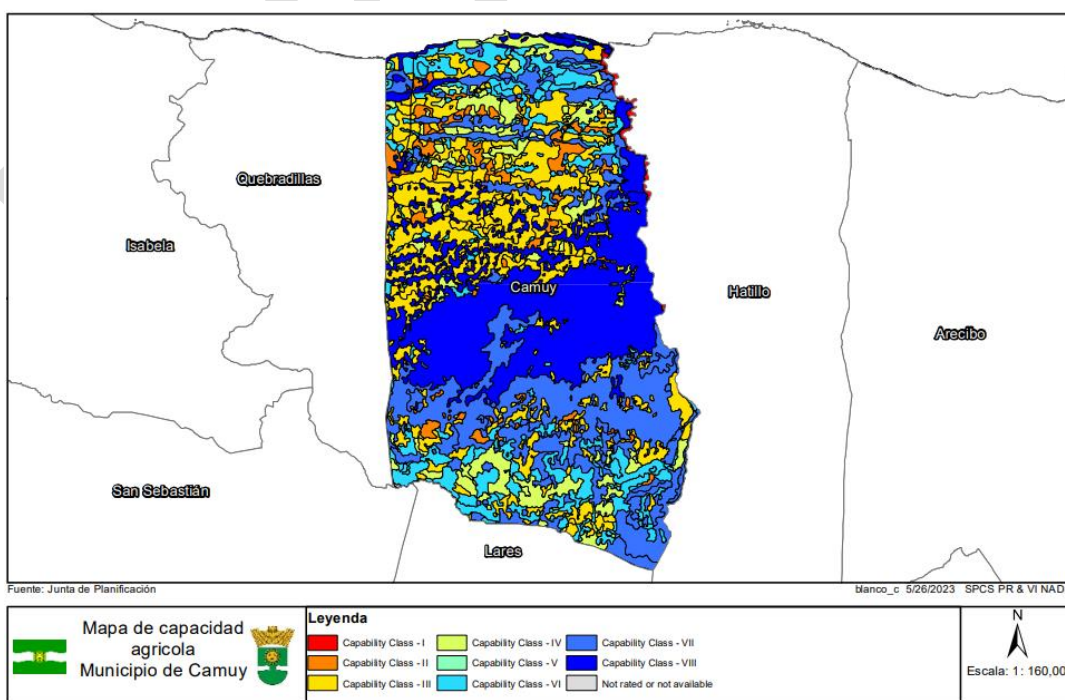 Quebradillas
Isabela
Camuy
Hatillo
Arecibo
San Sebastián
Lares
Fuente: Junta de Planificación
blanco_c 5/26/2023 SPCS PR & VI NAD
Mapa de capacidad
agricola
Municipio de Camuy
Leyenda
Capability Class - I
Capability Class - II
Capability Class - III
Capability Class - IV
Capability Class - V
Capability Class - VI
Capability Class - VII
Capability Class - VIII
Not rated or not available
N
Escala: 1: 160,00